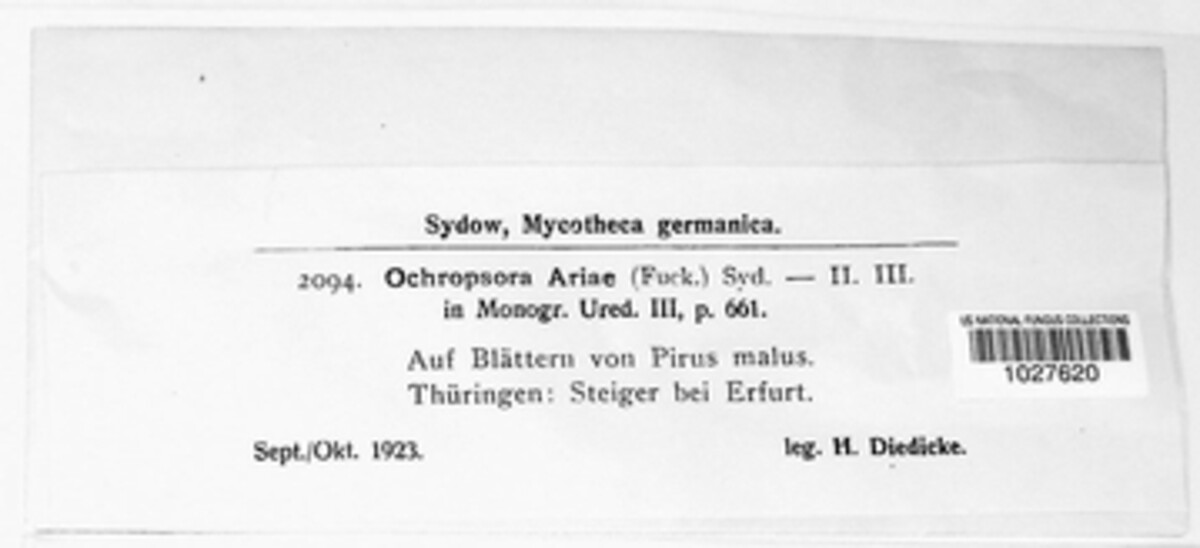 Sydow, Mycotheca germanica.
2094. Ochropsora Ariae (Fuck.) Syd. — II. III.
in Monogr. Ured. III, p. 661.
Auf Blättern von Pirus malus.
Thüringen: Steiger bei Erfurt.
Sept./Okt. 1923. leg. H. Diedicke.
US NATIONAL FUNGUS COLLECTIONS
1027620